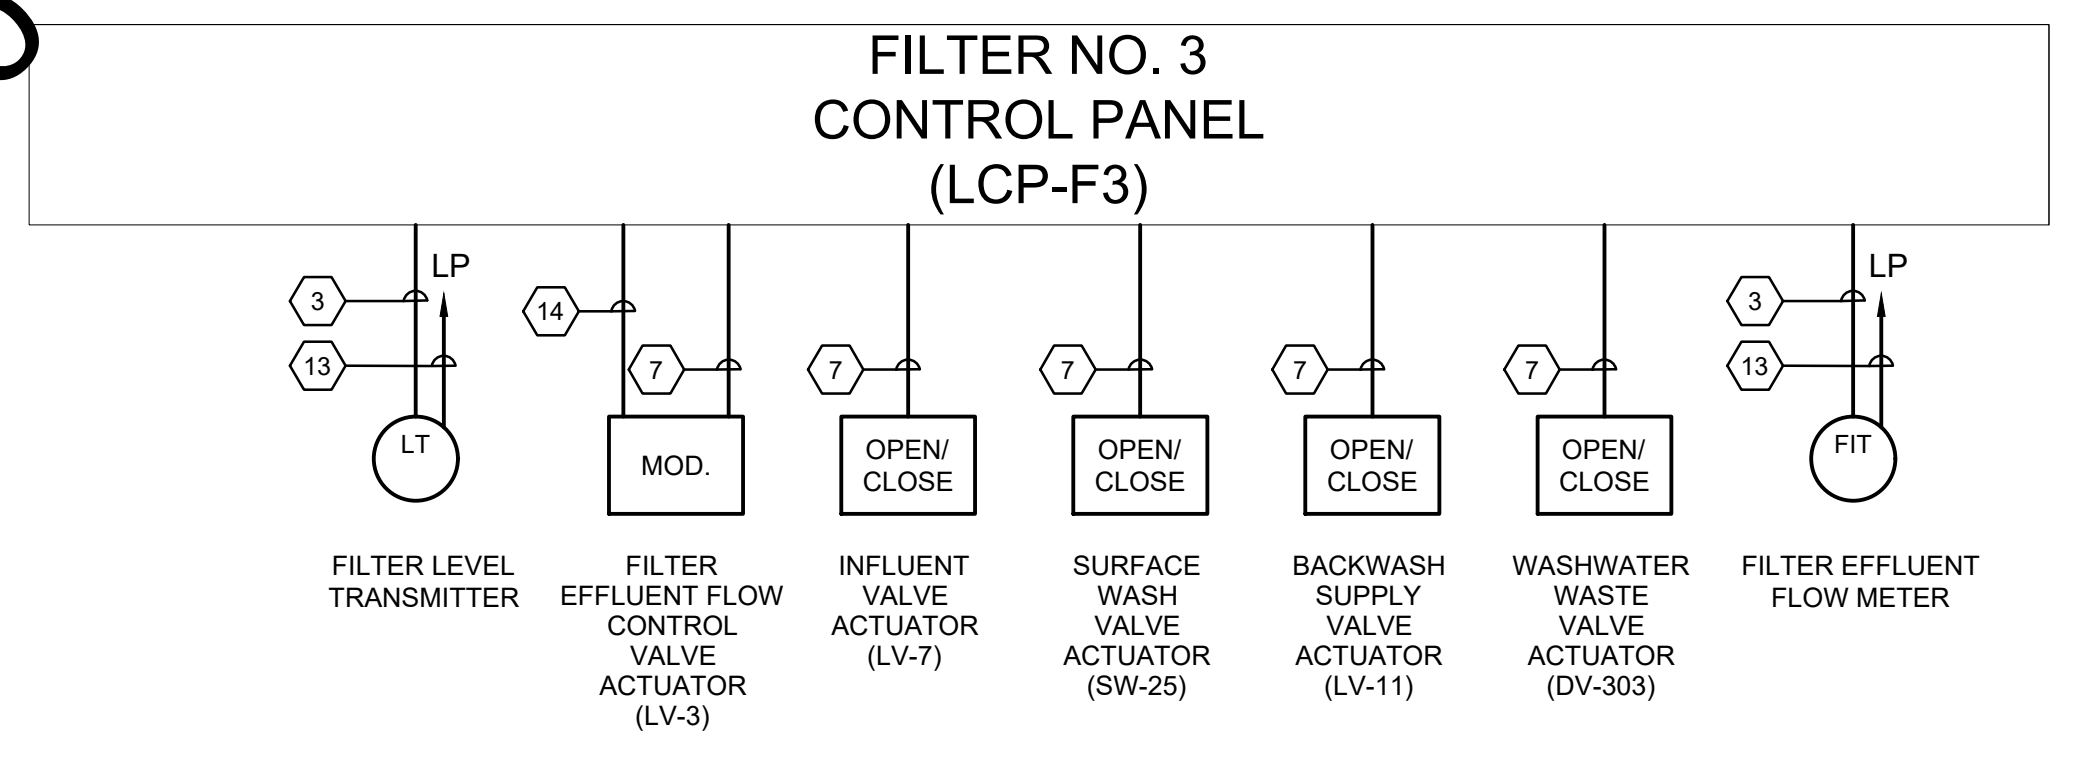 FILTER NO. 3
CONTROL PANEL
(LCP-F3)
LP
3
13
LT
FILTER LEVEL
TRANSMITTER
14
7
MOD.
FILTER
EFFLUENT FLOW
CONTROL
VALVE
ACTUATOR
(LV-3)
7
OPEN/
CLOSE
INFLUENT
VALVE
ACTUATOR
(LV-7)
7
OPEN/
CLOSE
SURFACE
WASH
VALVE
ACTUATOR
(SW-25)
7
OPEN/
CLOSE
BACKWASH
SUPPLY
VALVE
ACTUATOR
(LV-11)
7
OPEN/
CLOSE
WASHWATER
WASTE
VALVE
ACTUATOR
(DV-303)
LP
3
13
FIT
FILTER EFFLUENT
FLOW METER